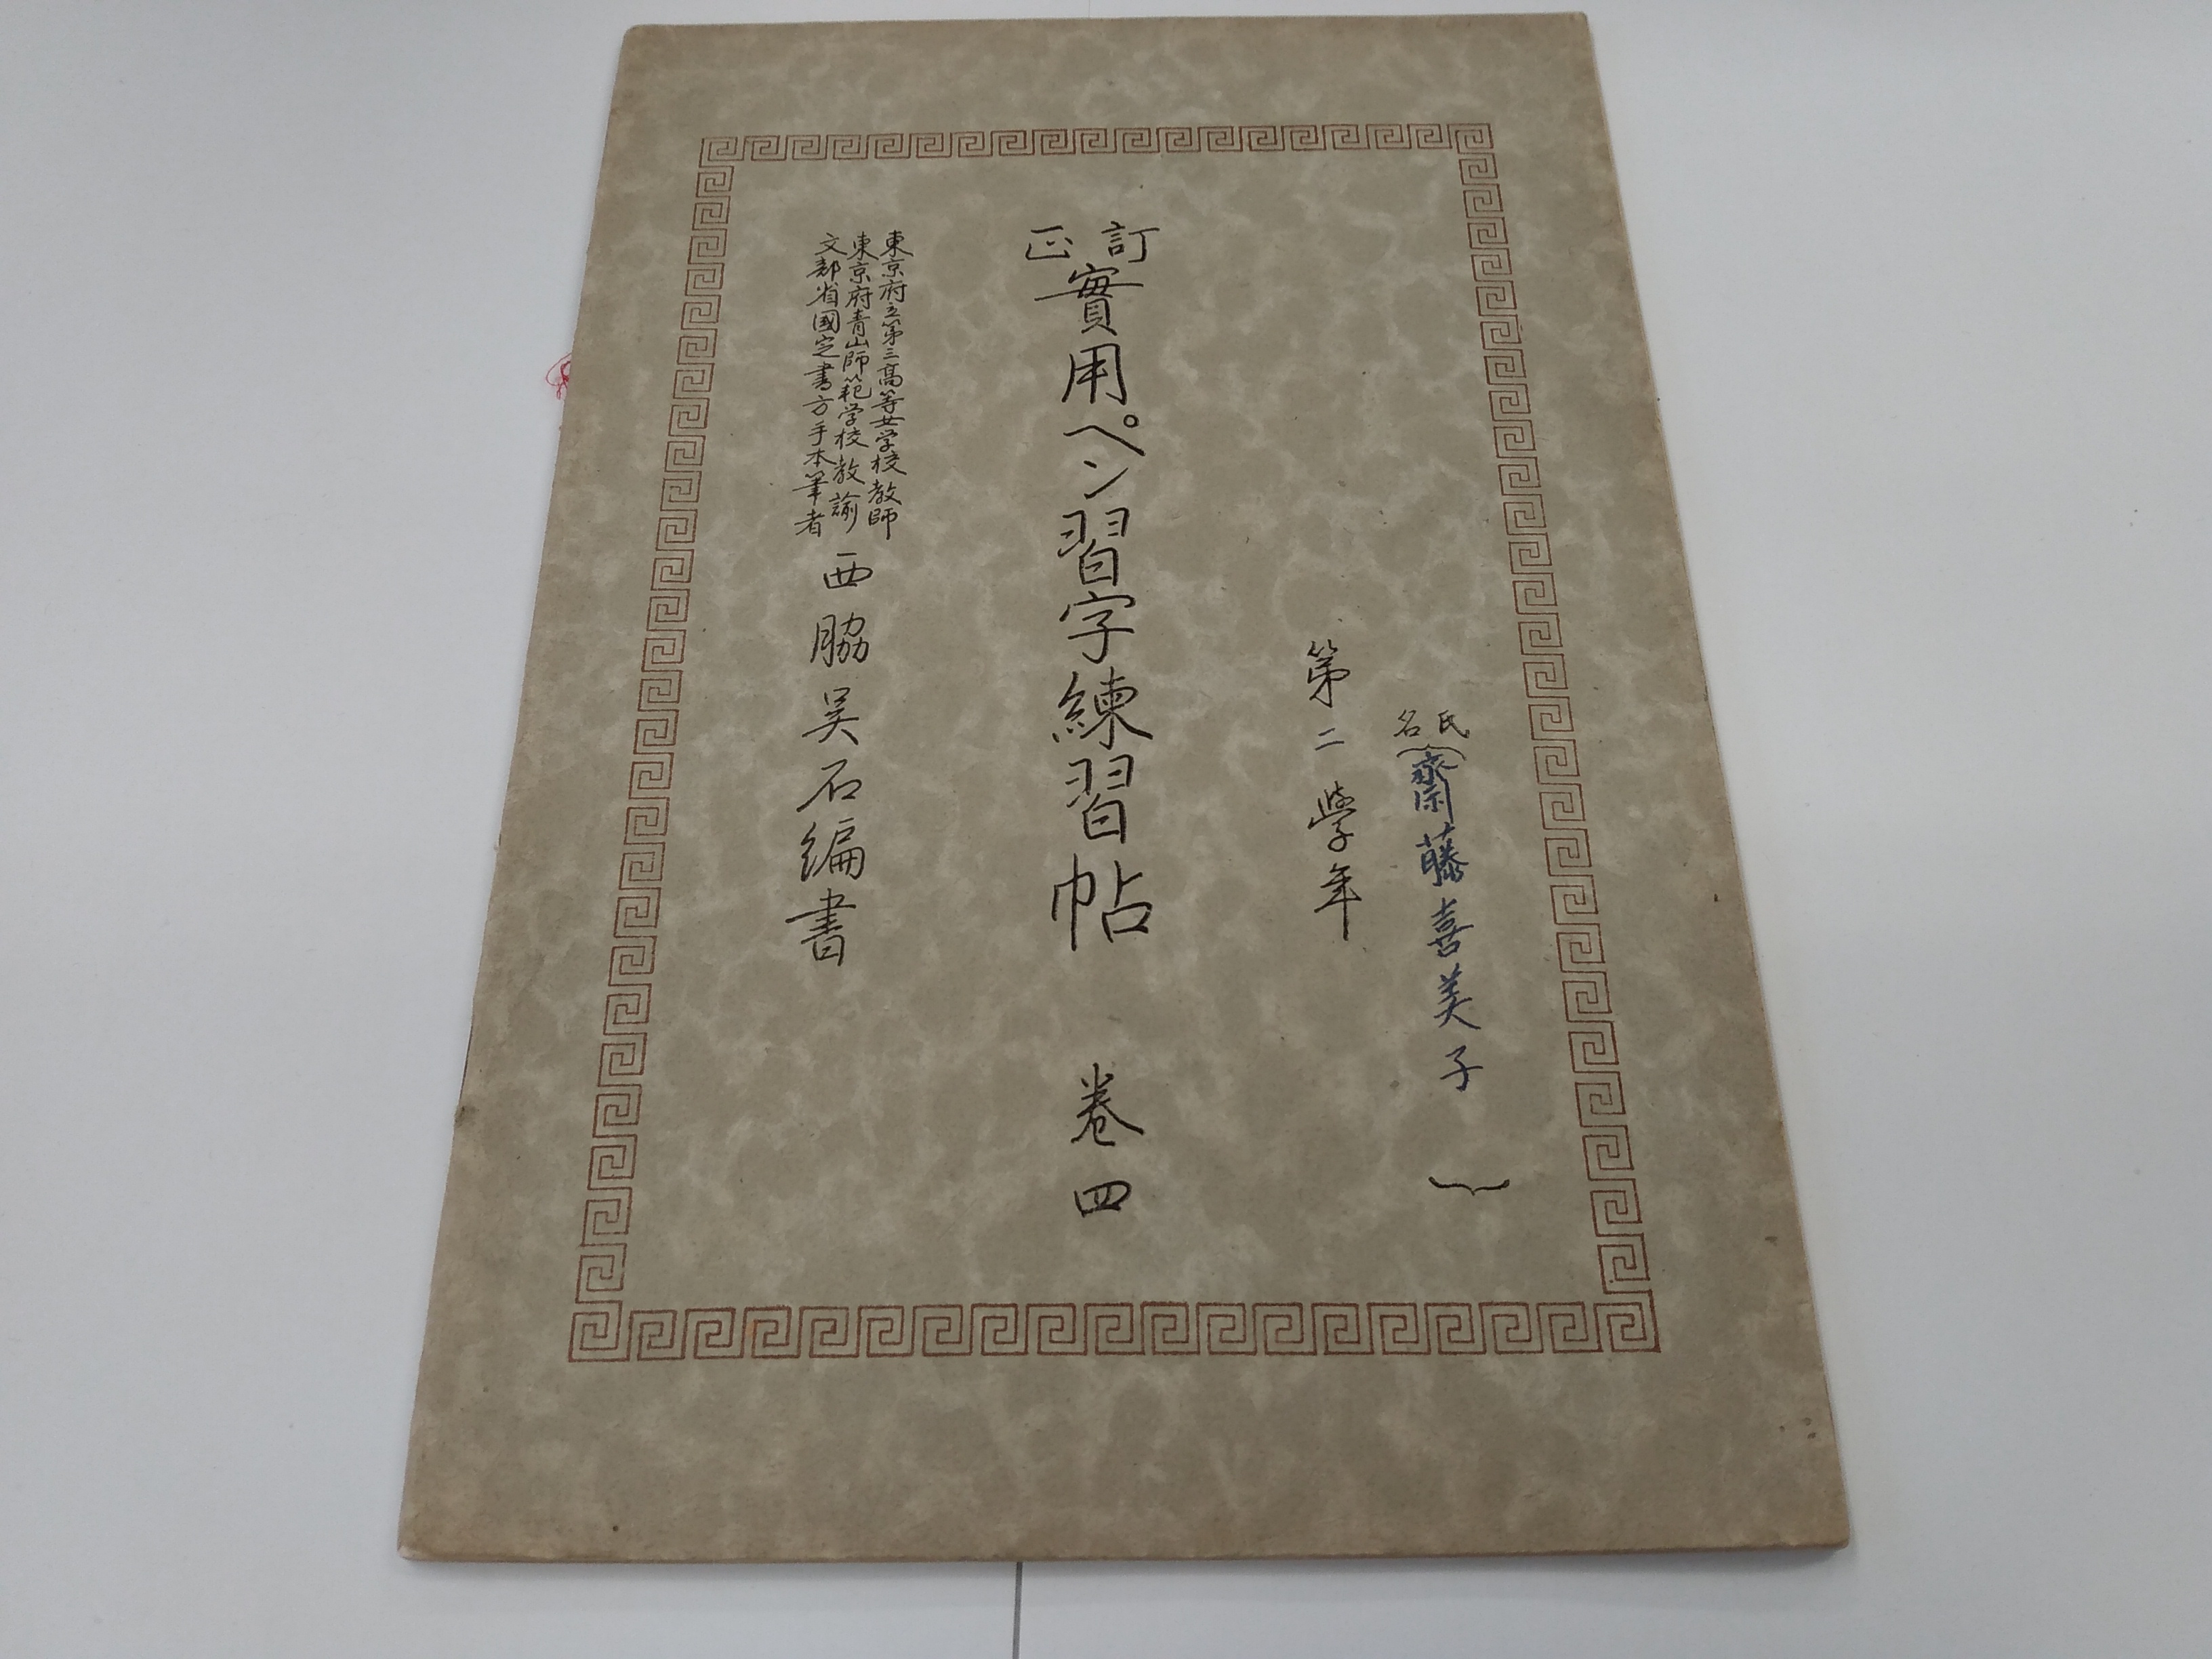 氏名
齋藤喜美子
第二學年
訂正
實用ペン習字練習帖 卷四
東京府立第三高等女学校教師
東京府青山師範学校教諭
文部省國定書方手本筆者
西脇呉石編書